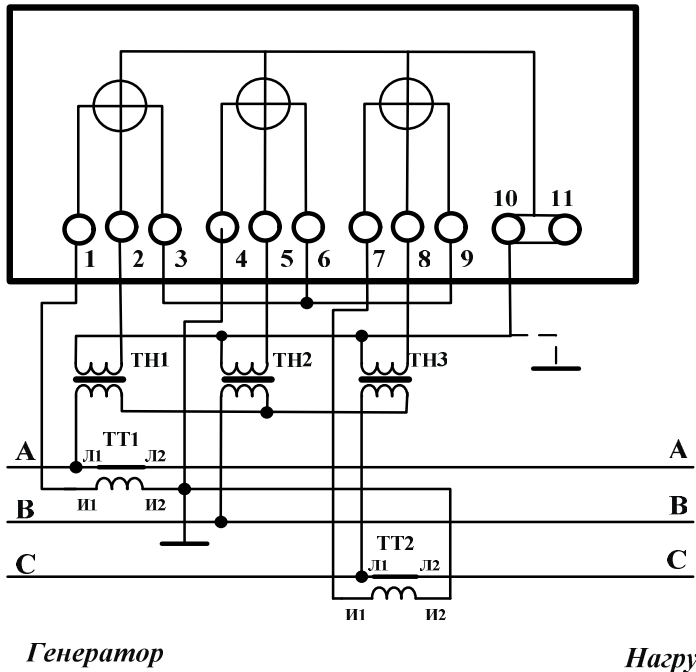 10 11
1 2 3 4 5 6 7 8 9
ТН1 ТН2 ТН3
А ТТ1 А
Л1 Л2
И1 И2
В В
ТТ2
С Л1 Л2 С
И1 И2
Генератор Нагру